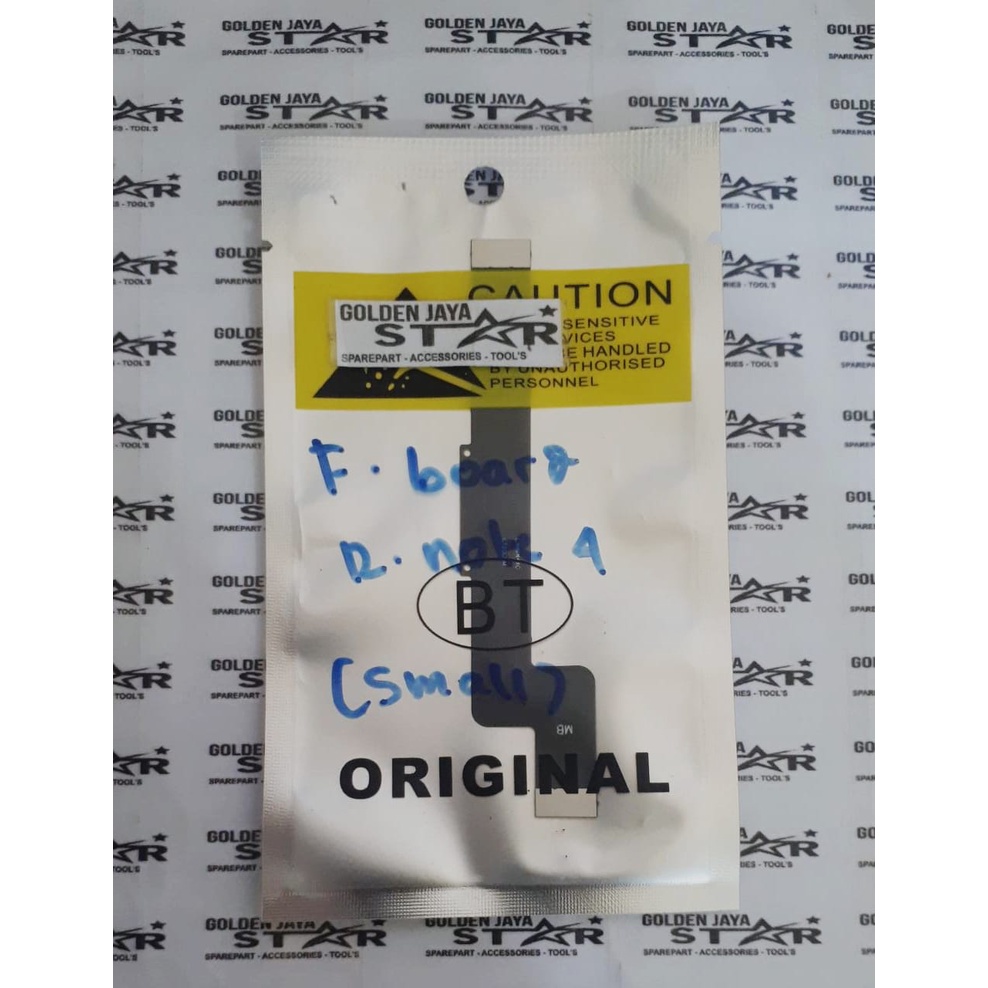 GOLDEN JAYA
STAR
SPAREPART - ACCESSORIES - TOOL'S
CAUTION
SENSITIVE
BE HANDLED
BY UNAUTHORISED
PERSONNEL
F. board
R. note 4
BT
(small)
MB
ORIGINAL